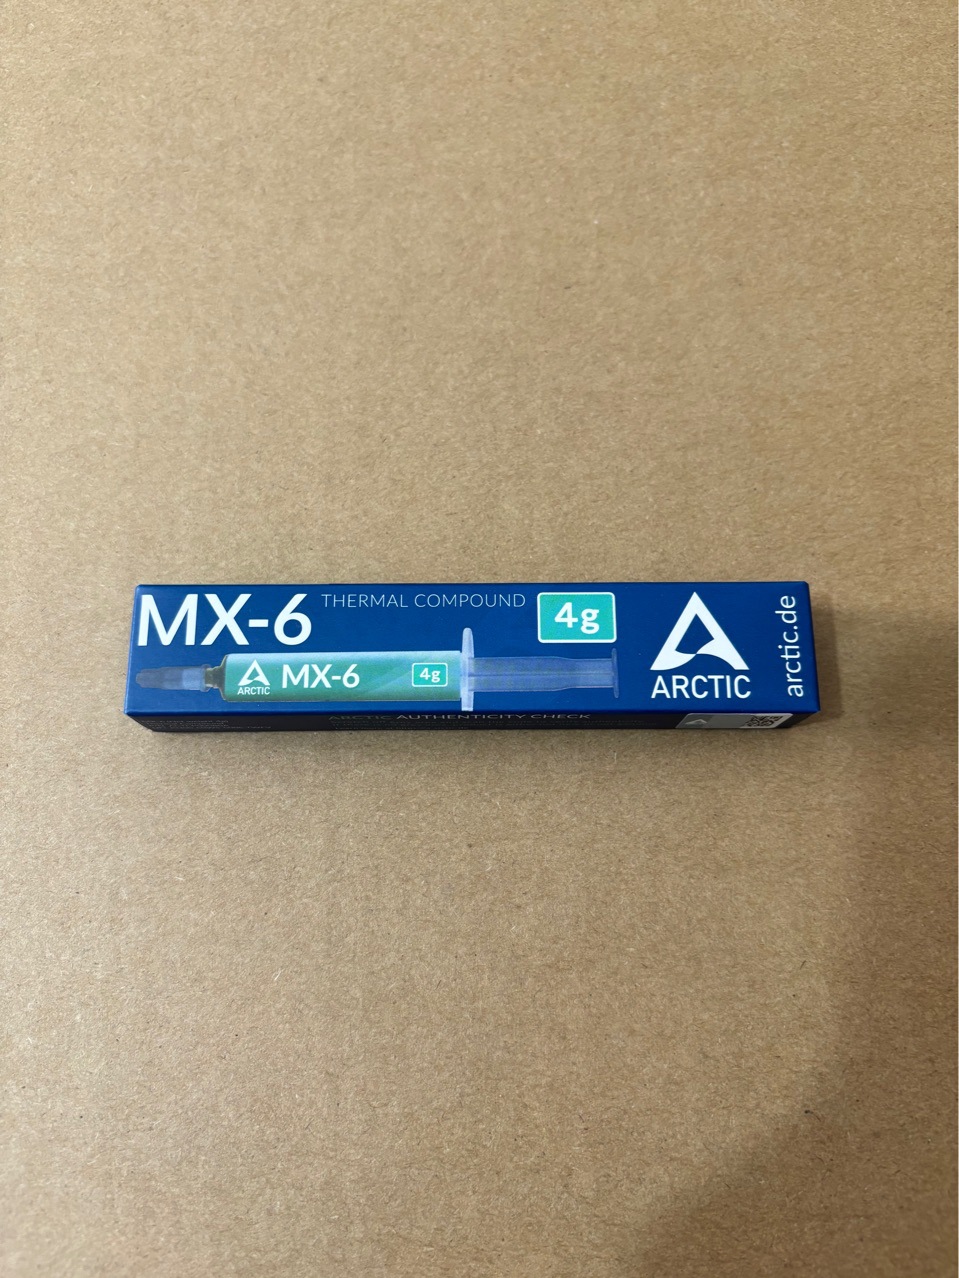 MX-6 THERMAL COMPOUND 4g
ARCTIC
MX-6
4g
ARCTIC
arctic.de
ARCTIC AUTHENTICITY CHECK